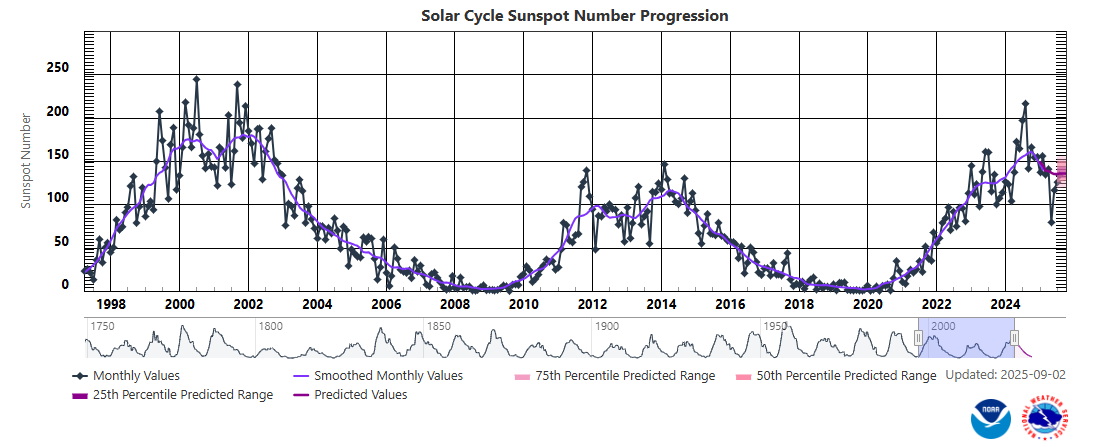 Solar Cycle Sunspot Number Progression
250
200
150
100
50
0
Sunspot Number
1998 2000 2002 2004 2006 2008 2010 2012 2014 2016 2018 2020 2022 2024
1750 1800 1850 1900 1950 2000
Monthly Values Smoothed Monthly Values 75th Percentile Predicted Range 50th Percentile Predicted Range Updated: 2025-09-02
25th Percentile Predicted Range Predicted Values
NOAA
NATIONAL WEATHER SERVICE